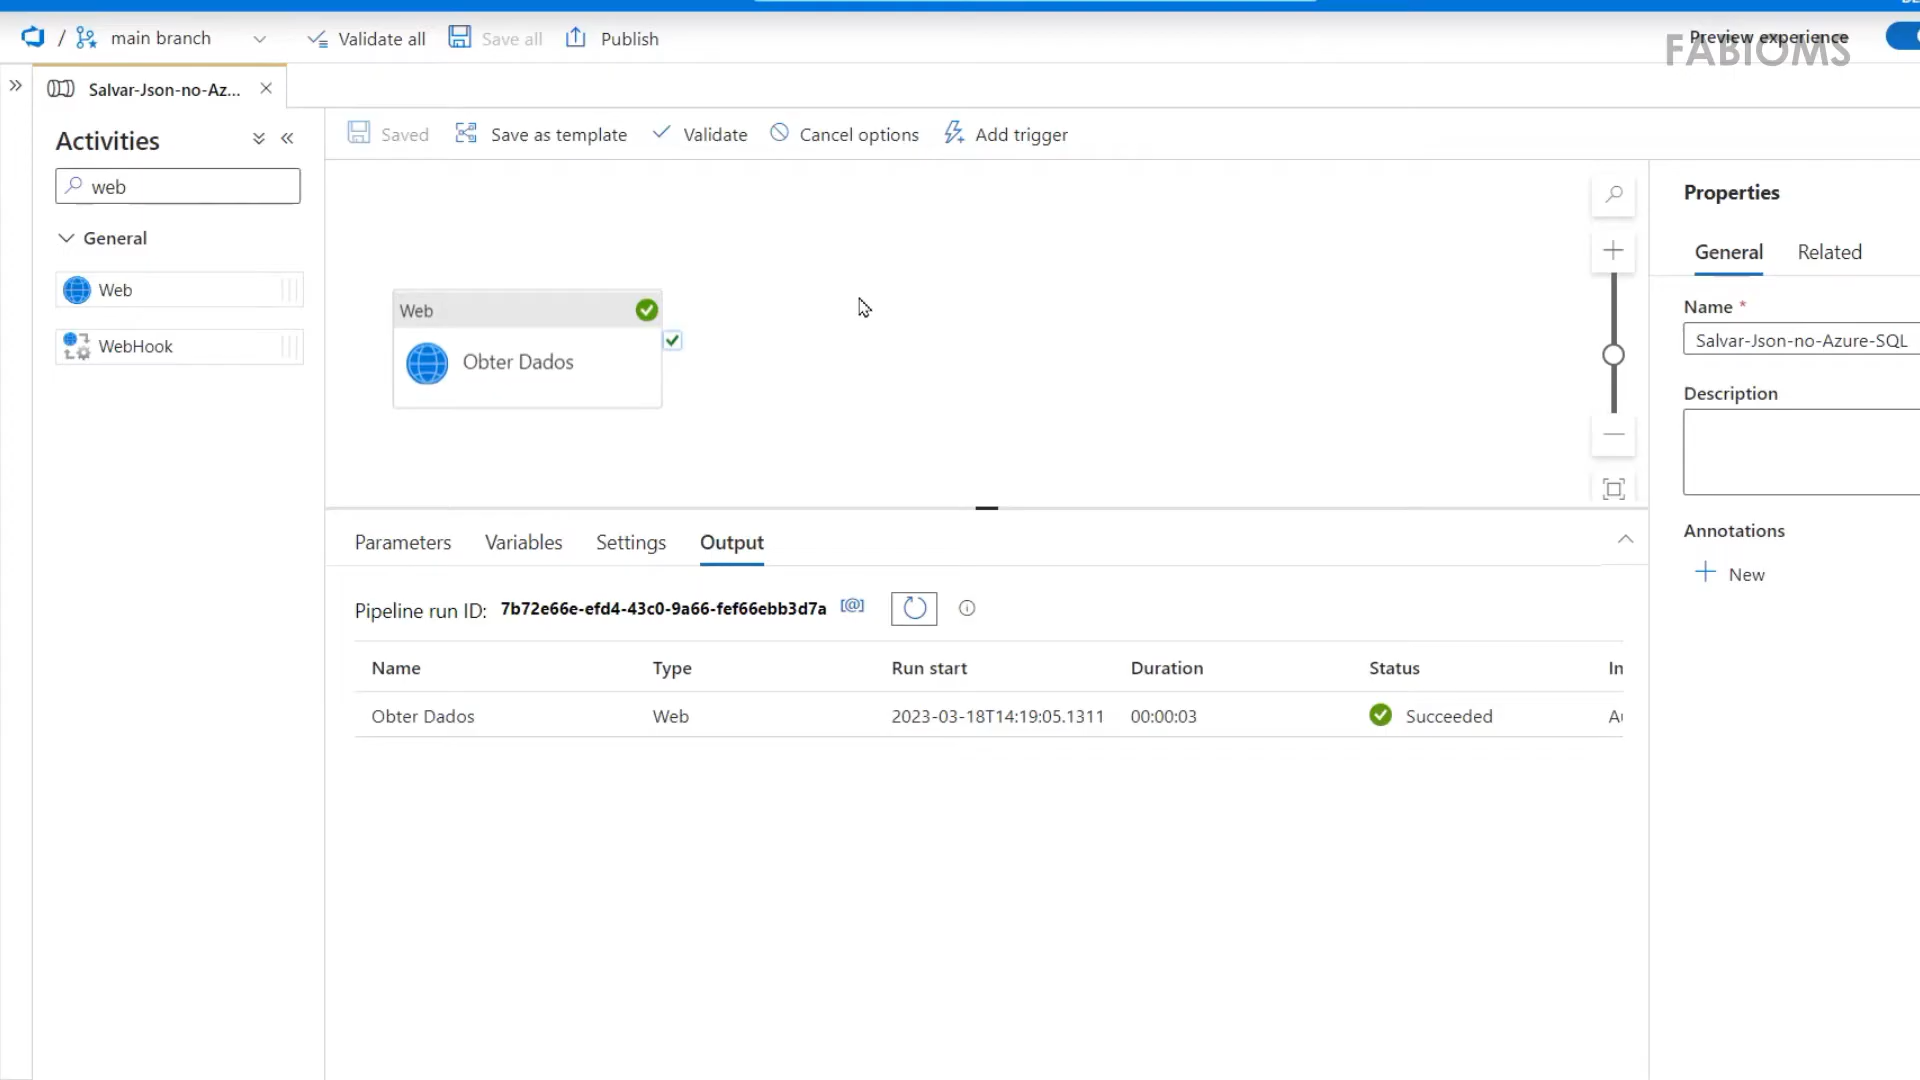 / main branch Validate all Save all Publish Preview experience
FABIOMS
Salvar-Json-no-Az...
Activities
web
General
Web
WebHook
Saved Save as template Validate Cancel options Add trigger
Web
Obter Dados
Properties
General Related
Name *
Salvar-Json-no-Azure-SQL
Description
Annotations
New
Parameters Variables Settings Output
Pipeline run ID: 7b72e66e-efd4-43c0-9a66-fef66ebb3d7a [@]
Name Type Run start Duration Status In
Obter Dados Web 2023-03-18T14:19:05.1311 00:00:03 Succeeded